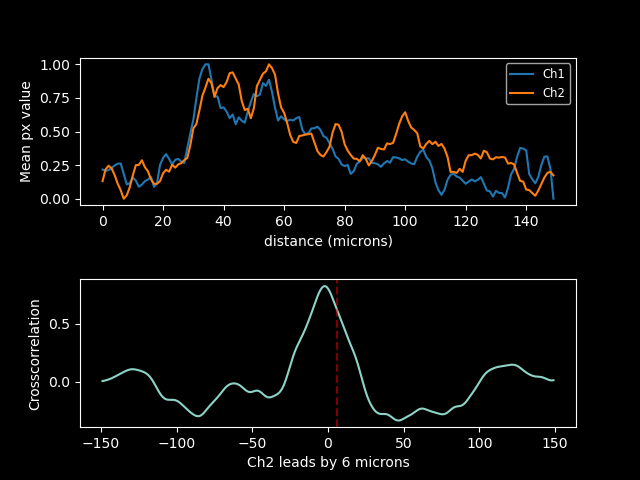 1.00
0.75
0.50
0.25
0.00
Mean px value
Ch1
Ch2
0 20 40 60 80 100 120 140
distance (microns)
0.5
0.0
Crosscorrelation
−150 −100 −50 0 50 100 150
Ch2 leads by 6 microns